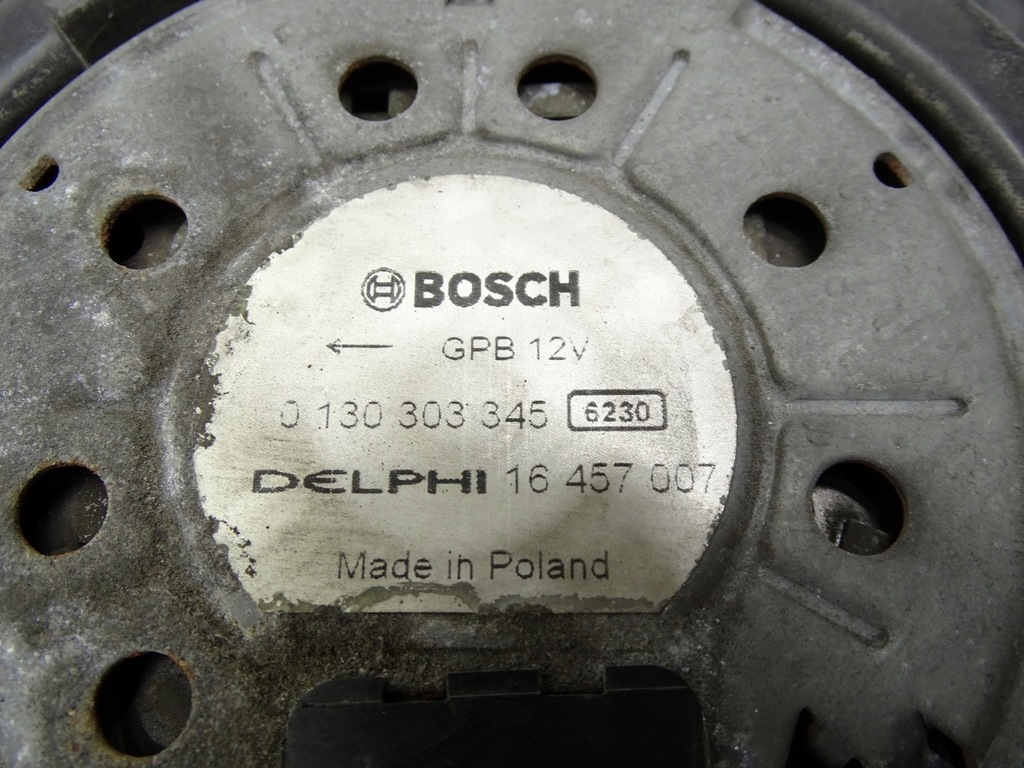 BOSCH
GPB 12V
0 130 303 345 6230
DELPHI 16 457 007
Made in Poland